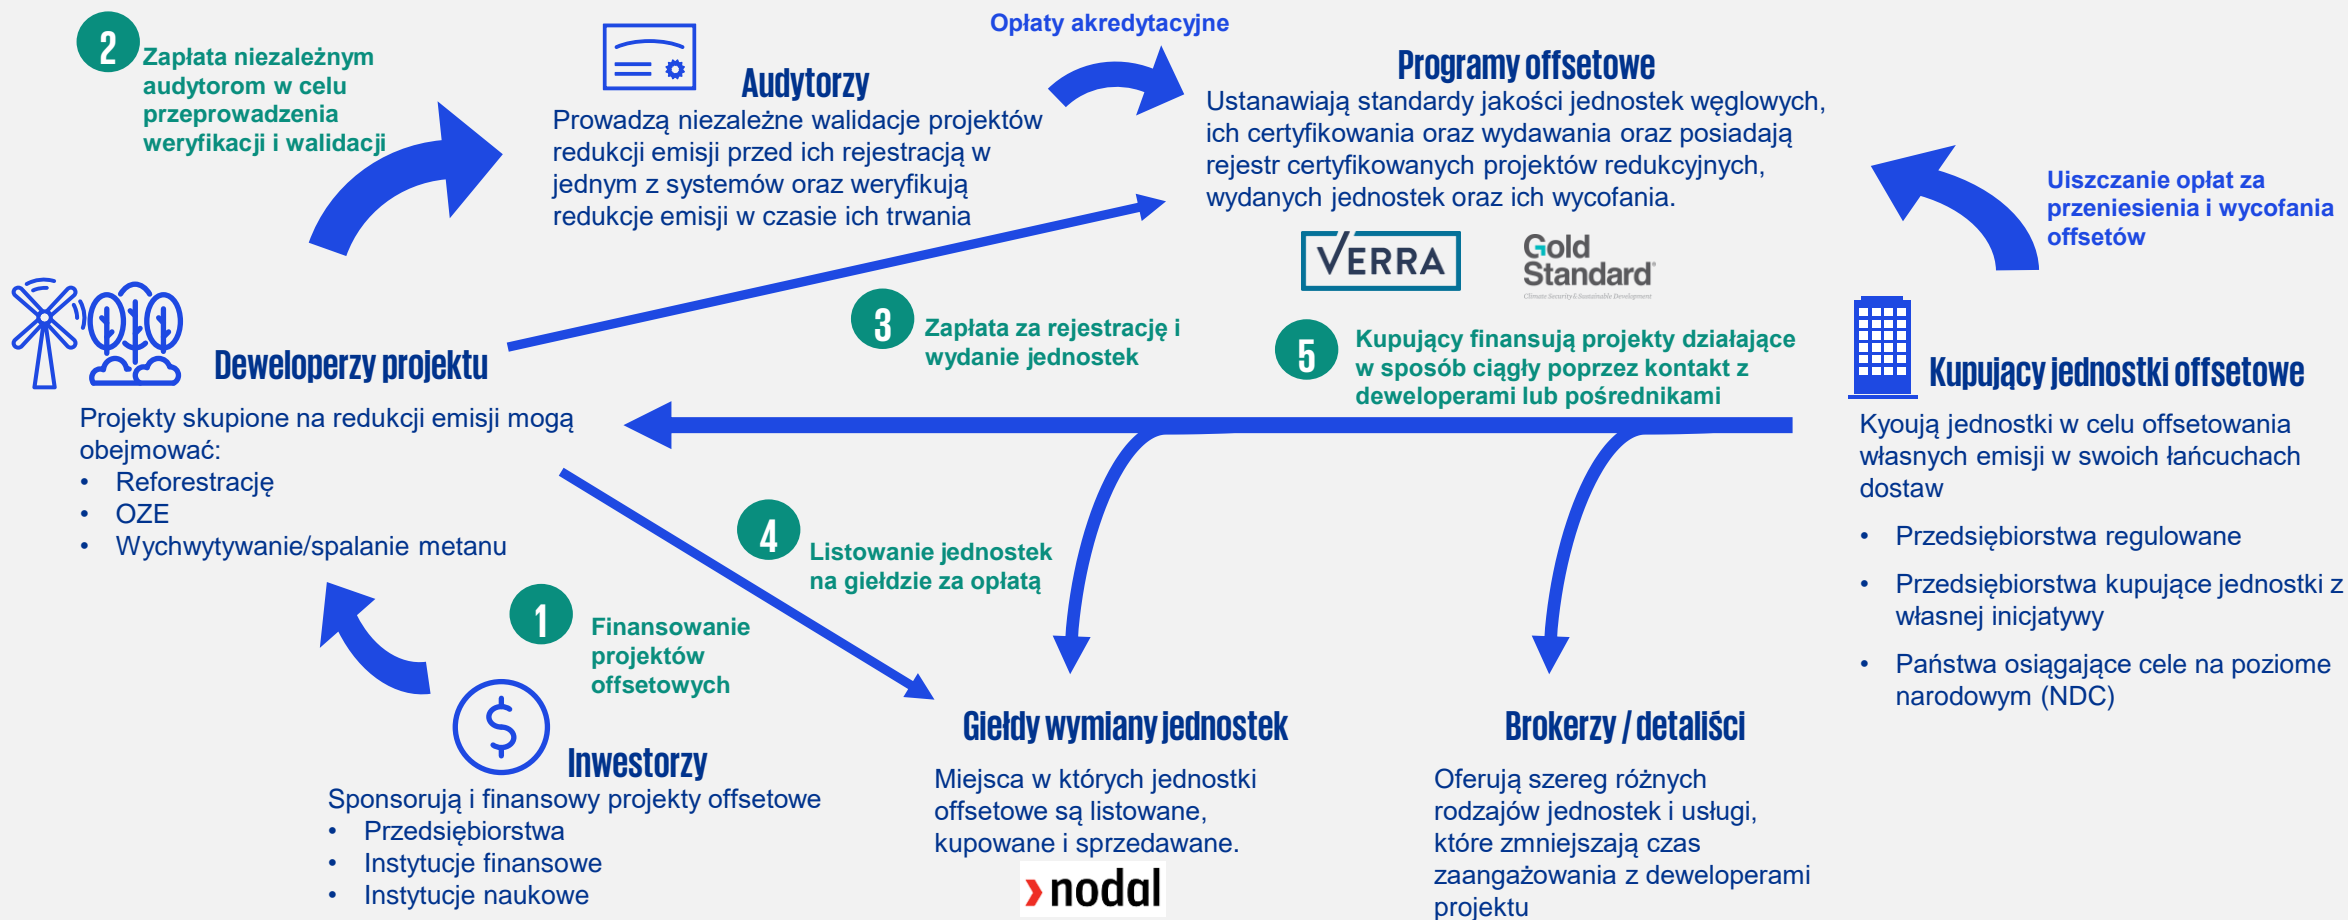 2
Zapłata niezależnym
audytorom w celu
przeprowadzenia
weryfikacji i walidacji
Audytorzy
Prowadzą niezależne walidacje projektów
redukcji emisji przed ich rejestracją w
jednym z systemów oraz weryfikują
redukcje emisji w czasie ich trwania
Opłaty akredytacyjne
Programy offsetowe
Ustanawiają standardy jakości jednostek węglowych,
ich certyfikowania oraz wydawania oraz posiadają
rejestr certyfikowanych projektów redukcyjnych,
wydanych jednostek oraz ich wycofania.
VERRA
Gold
Standard®
Climate Security & Sustainable Development
Uiszczanie opłat za
przeniesienia i wycofania
offsetów
3
Zapłata za rejestrację i
wydanie jednostek
5
Kupujący finansują projekty działające
w sposób ciągły poprzez kontakt z
deweloperami lub pośrednikami
Deweloperzy projektu
Projekty skupione na redukcji emisji mogą
obejmować:
• Reforestrację
• OZE
• Wychwytywanie/spalanie metanu
Kupujący jednostki offsetowe
Kyoują jednostki w celu offsetowania
własnych emisji w swoich łańcuchach
dostaw
• Przedsiębiorstwa regulowane
• Przedsiębiorstwa kupujące jednostki z
własnej inicjatywy
• Państwa osiągające cele na poziome
narodowym (NDC)
4
Listowanie jednostek
na giełdzie za opłatą
1
Finansowanie
projektów
offsetowych
$
Inwestorzy
Sponsorują i finansowy projekty offsetowe
• Przedsiębiorstwa
• Instytucje finansowe
• Instytucje naukowe
Giełdy wymiany jednostek
Miejsca w których jednostki
offsetowe są listowane,
kupowane i sprzedawane.
nodal
Brokerzy / detaliści
Oferują szereg różnych
rodzajów jednostek i usługi,
które zmniejszają czas
zaangażowania z deweloperami
projektu